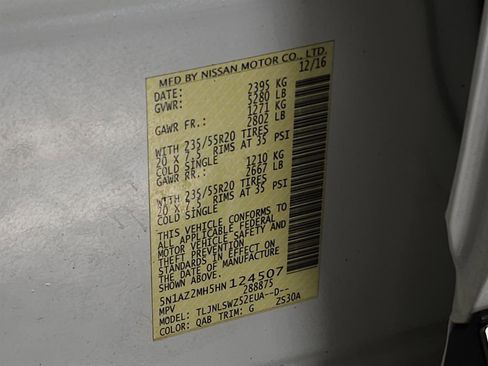 MFD BY NISSAN MOTOR CO., LTD.
DATE: 12/16
GVWR: 2395 KG
5280 LB
GAWR FR.: 1271 KG
2802 LB
WITH 235/55R20 TIRES
20 X 7.5 RIMS AT 35 PSI
COLD SINGLE
GAWR RR.: 1210 KG
2667 LB
WITH 235/55R20 TIRES
20 X 7.5 RIMS AT 35 PSI
COLD SINGLE
THIS VEHICLE CONFORMS TO
ALL APPLICABLE FEDERAL
MOTOR VEHICLE SAFETY AND
THEFT PREVENTION
STANDARDS IN EFFECT ON
THE DATE OF MANUFACTURE
5N1AZ2MH5HN124507
MPV 288875
MODEL: TLJNLSWZ52EUA--D--
COLOR: QAB TRIM: G ZS30A